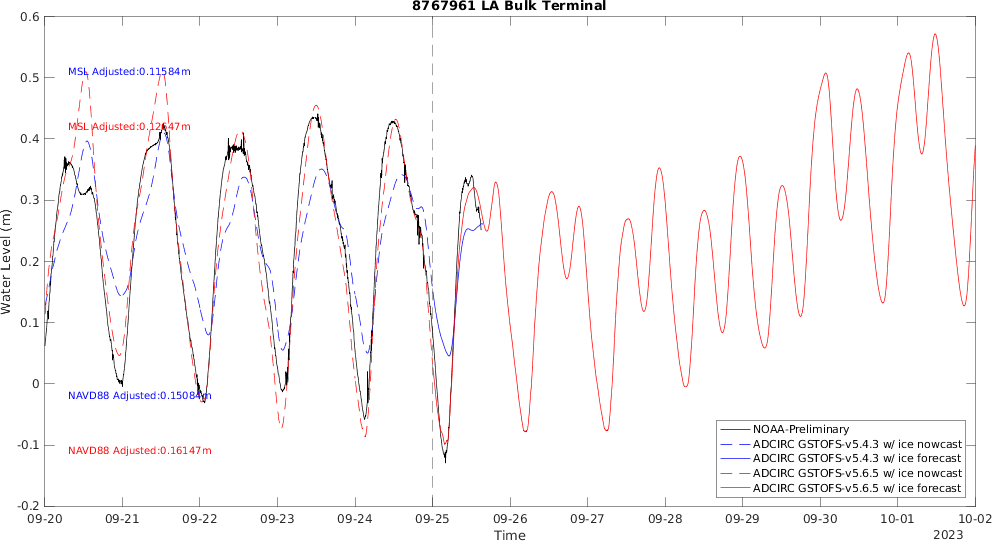 8767961 LA Bulk Terminal
0.6
0.5
0.4
0.3
0.2
0.1
0
-0.1
-0.2
Water Level (m)
MSL Adjusted:0.11584m
MSL Adjusted:0.12647m
NAVD88 Adjusted:0.15084m
NAVD88 Adjusted:0.16147m
NOAA-Preliminary
ADCIRC GSTOFS-v5.4.3 w/ ice nowcast
ADCIRC GSTOFS-v5.4.3 w/ ice forecast
ADCIRC GSTOFS-v5.6.5 w/ ice nowcast
ADCIRC GSTOFS-v5.6.5 w/ ice forecast
09-20 09-21 09-22 09-23 09-24 09-25 09-26 09-27 09-28 09-29 09-30 10-01 10-02
Time
2023